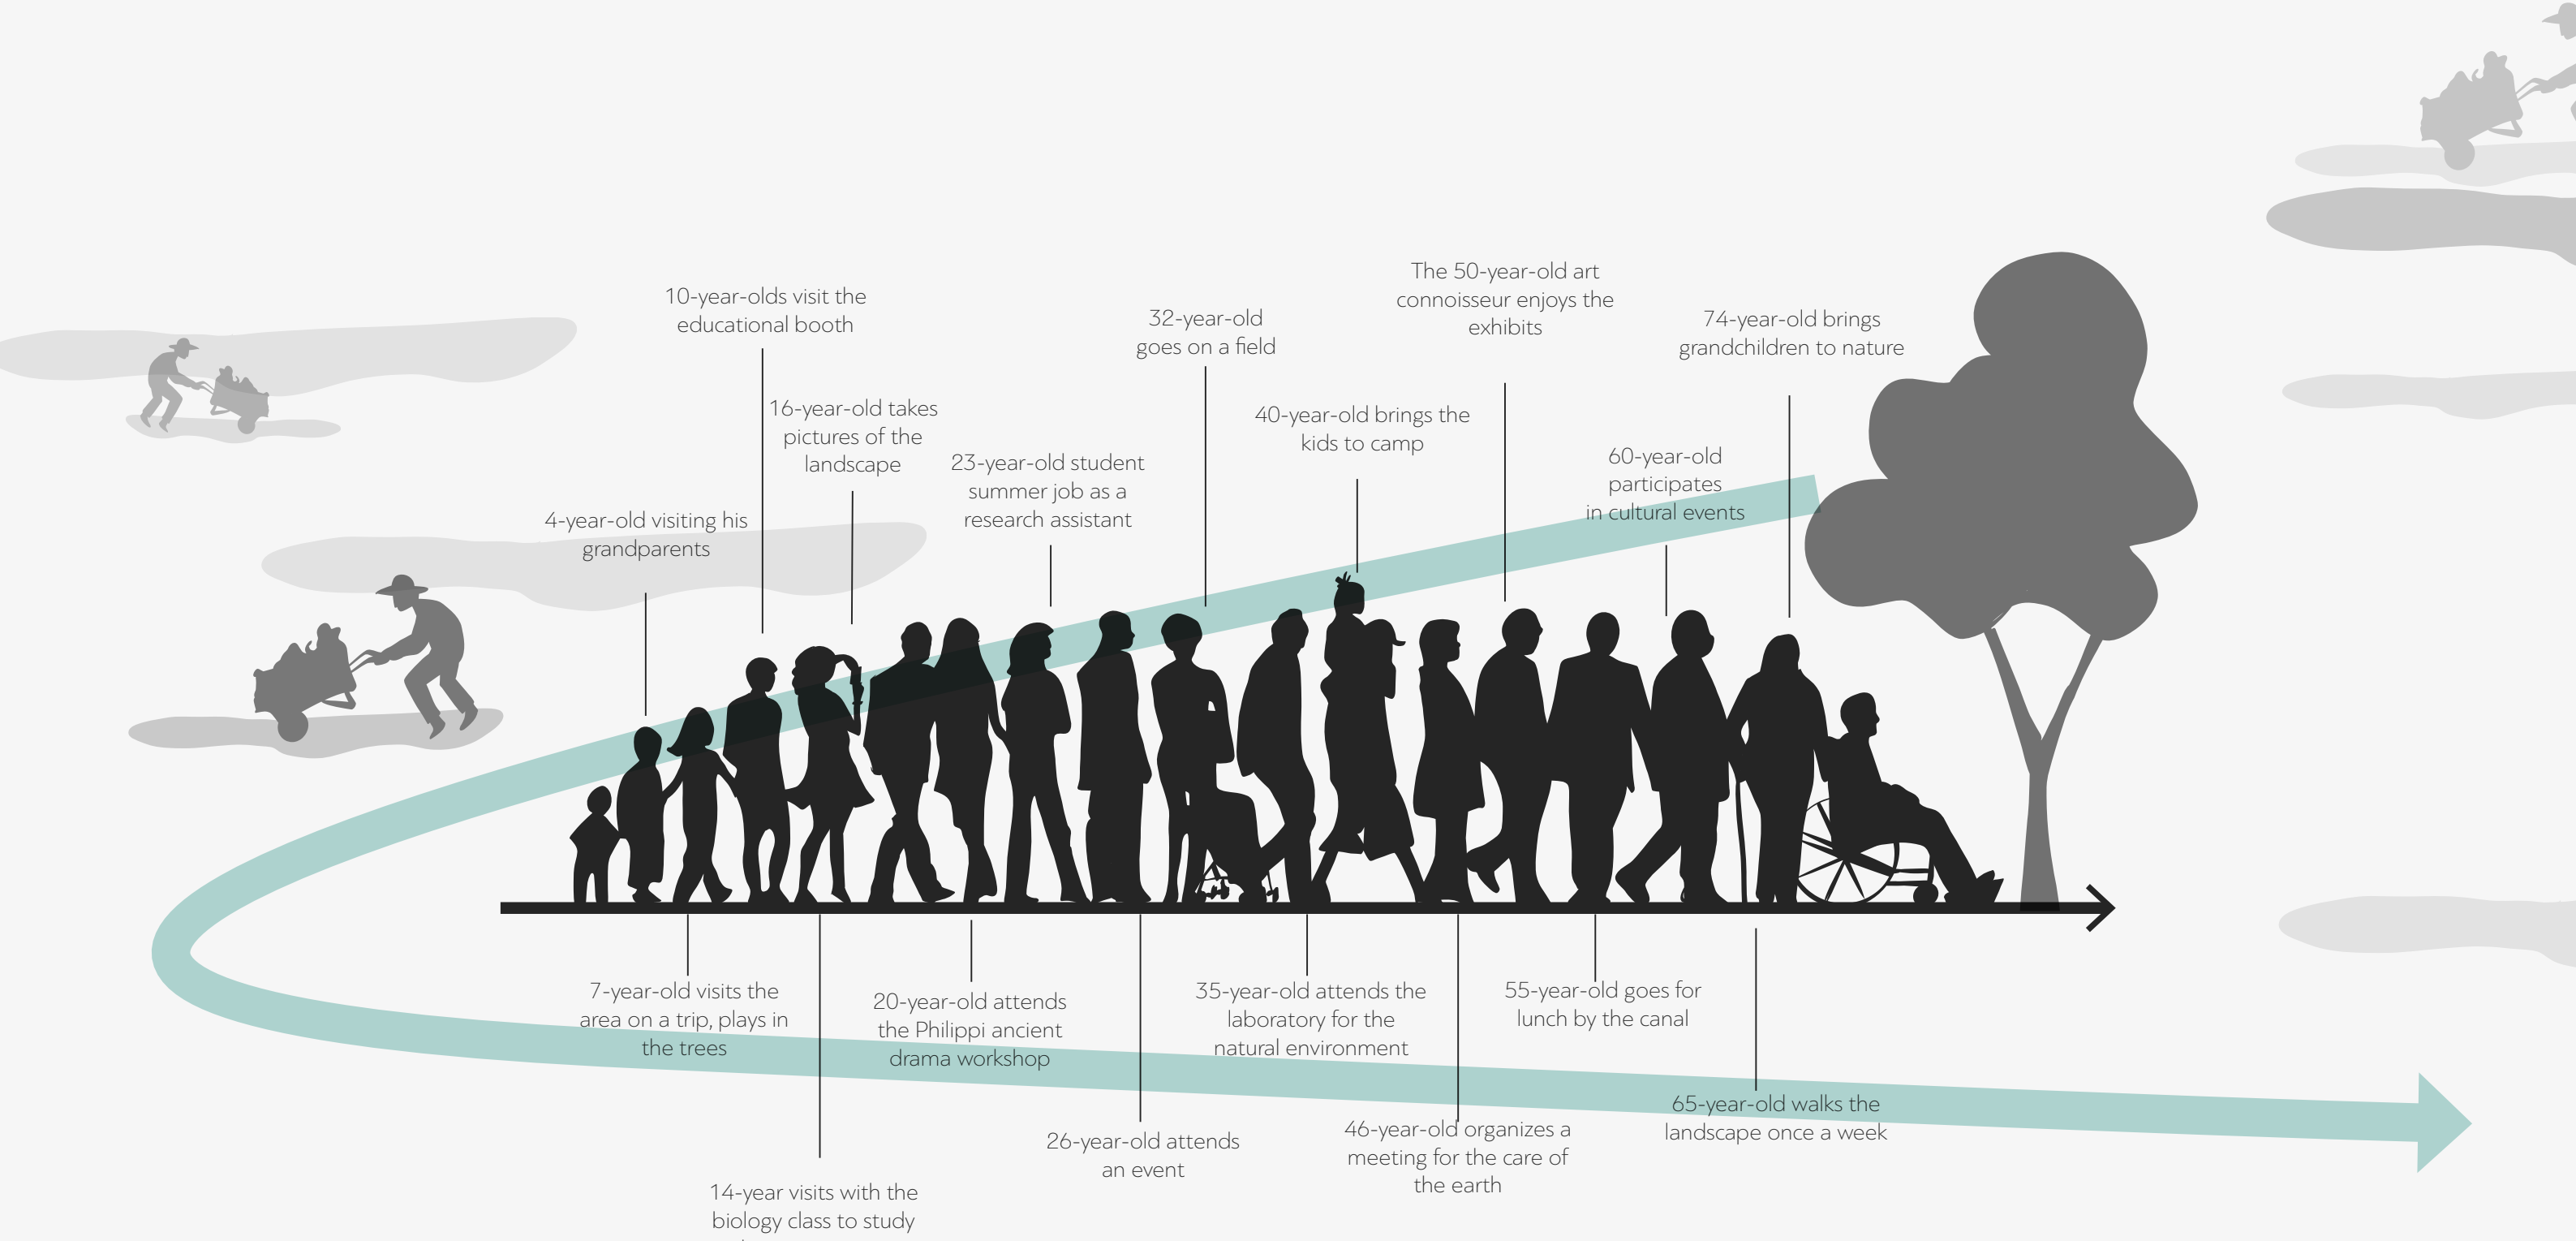 The 50-year-old art
connoisseur enjoys the
exhibits
10-year-olds visit the
educational booth
32-year-old
goes on a field
74-year-old brings
grandchildren to nature
16-year-old takes
pictures of the
landscape
40-year-old brings the
kids to camp
23-year-old student
summer job as a
research assistant
60-year-old
participates
in cultural events
4-year-old visiting his
grandparents
7-year-old visits the
area on a trip, plays in
the trees
20-year-old attends
the Philippi ancient
drama workshop
35-year-old attends the
laboratory for the
natural environment
55-year-old goes for
lunch by the canal
65-year-old walks the
landscape once a week
26-year-old attends
an event
46-year-old organizes a
meeting for the care of
the earth
14-year visits with the
biology class to study